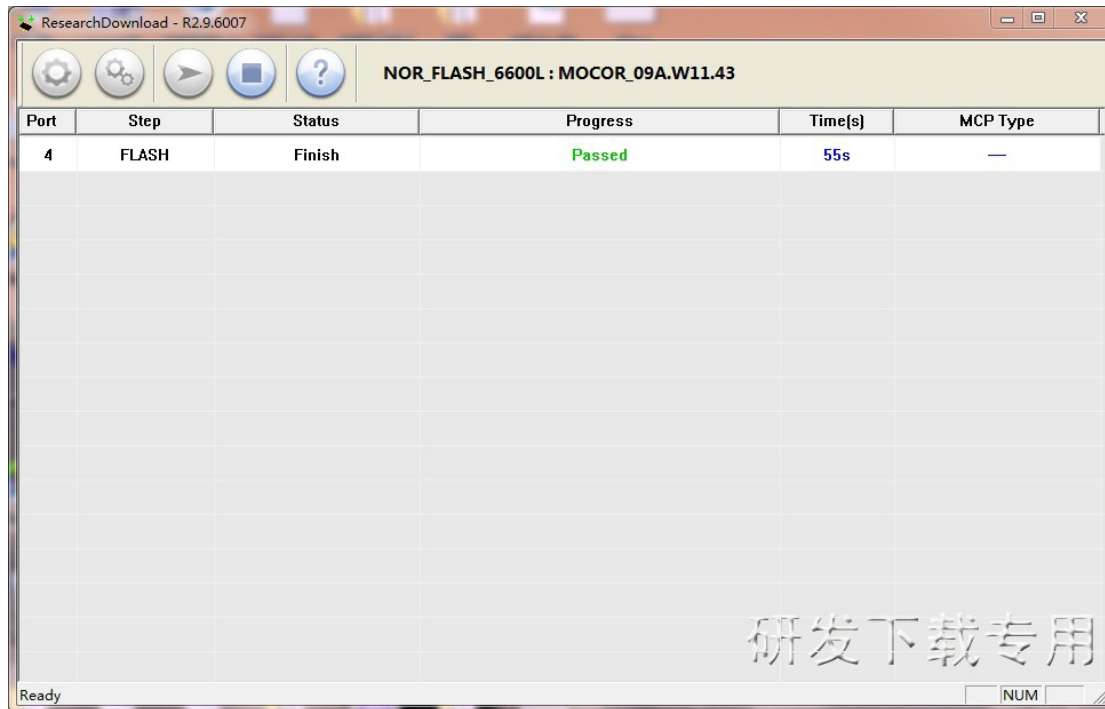 ResearchDownload - R2.9.6007
NOR_FLASH_6600L : MOCOR_09A.W11.43
Port Step Status Progress Time(s) MCP Type
4 FLASH Finish Passed 55s —
研发下载专用
Ready NUM